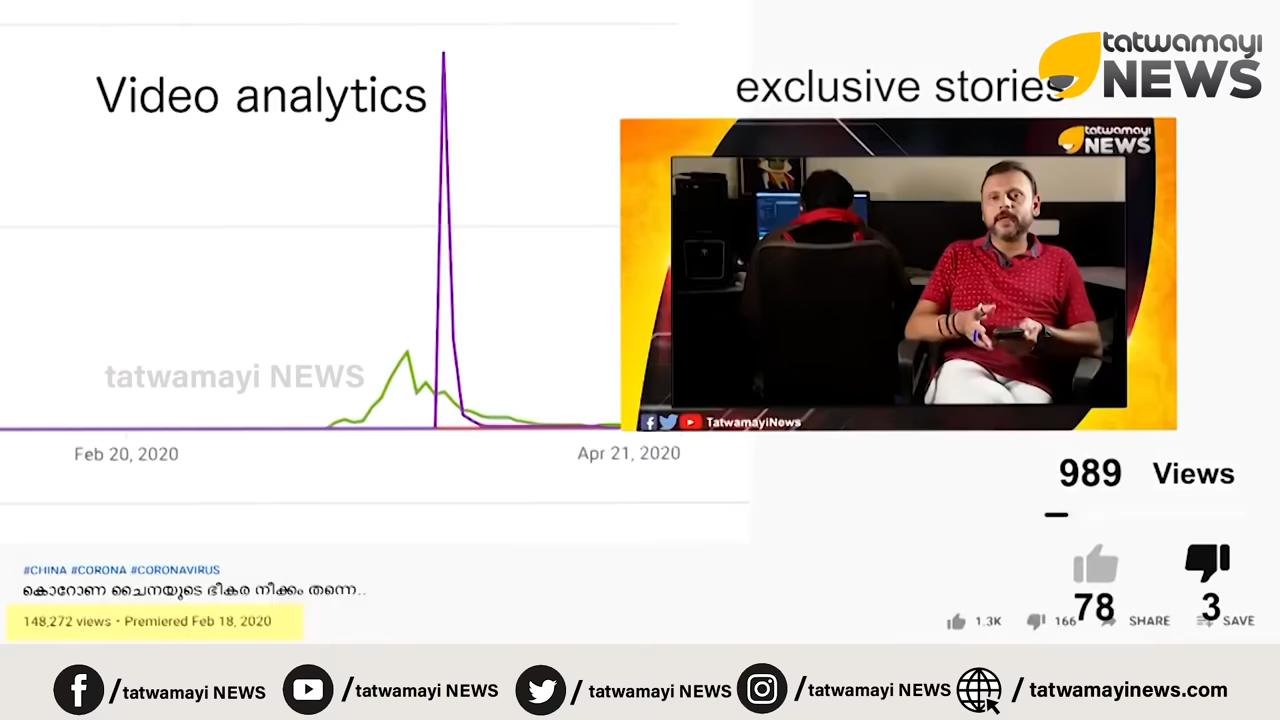 tatwamayi
NEWS
Video analytics
exclusive stories
tatwamayi
NEWS
tatwamayi NEWS
TatwamayiNews
Feb 20, 2020
Apr 21, 2020
989 Views
#CHINA #CORONA #CORONAVIRUS
കൊറോണ ചൈനയുടെ ഭീകര നീക്കം തന്നെ..
148,272 views • Premiered Feb 18, 2020
78
3
1.3K
166
SHARE
SAVE
/tatwamayi NEWS
/tatwamayi NEWS
/ tatwamayi NEWS
/tatwamayi NEWS
/ tatwamayinews.com